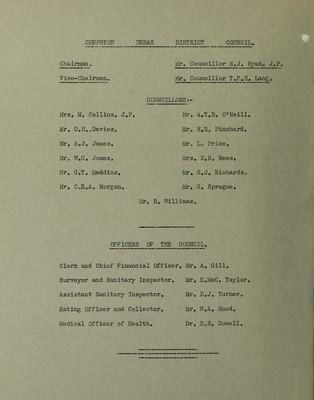 CHEPSTOW URBAN DISTRICT COUNCIL.
Chairman. Mr. Councillor S.J. Ryan, J.P.
Vice-Chairman. Mr. Councillor T.F.H. Lang.
COUNCILLORS:-
Mrs. M. Collins, J.P. Mr. A.T.B. O'Neill.
Mr. D.H. Davies. Mr. H.E. Pinchard.
Mr. A.J. James. Mr. L. Price.
Mr. W.G. James. Mrs. S.B. Rees.
Mr. G.T. Meddins. Mr. S.J. Richards.
Mr. C.E.A. Morgan. Mr. G. Sprague.
Mr. R. Williams.
OFFICERS OF THE COUNCIL.
Clerk and Chief Financial Officer, Mr. A. Gill.
Surveyor and Sanitary Inspector, Mr. E.McC. Tayler.
Assistant Sanitary Inspector, Mr. D.J. Turner.
Rating Officer and Collector, Mr. W.A. Hood.
Medical Officer of Health, Dr. E.N. Dowell.